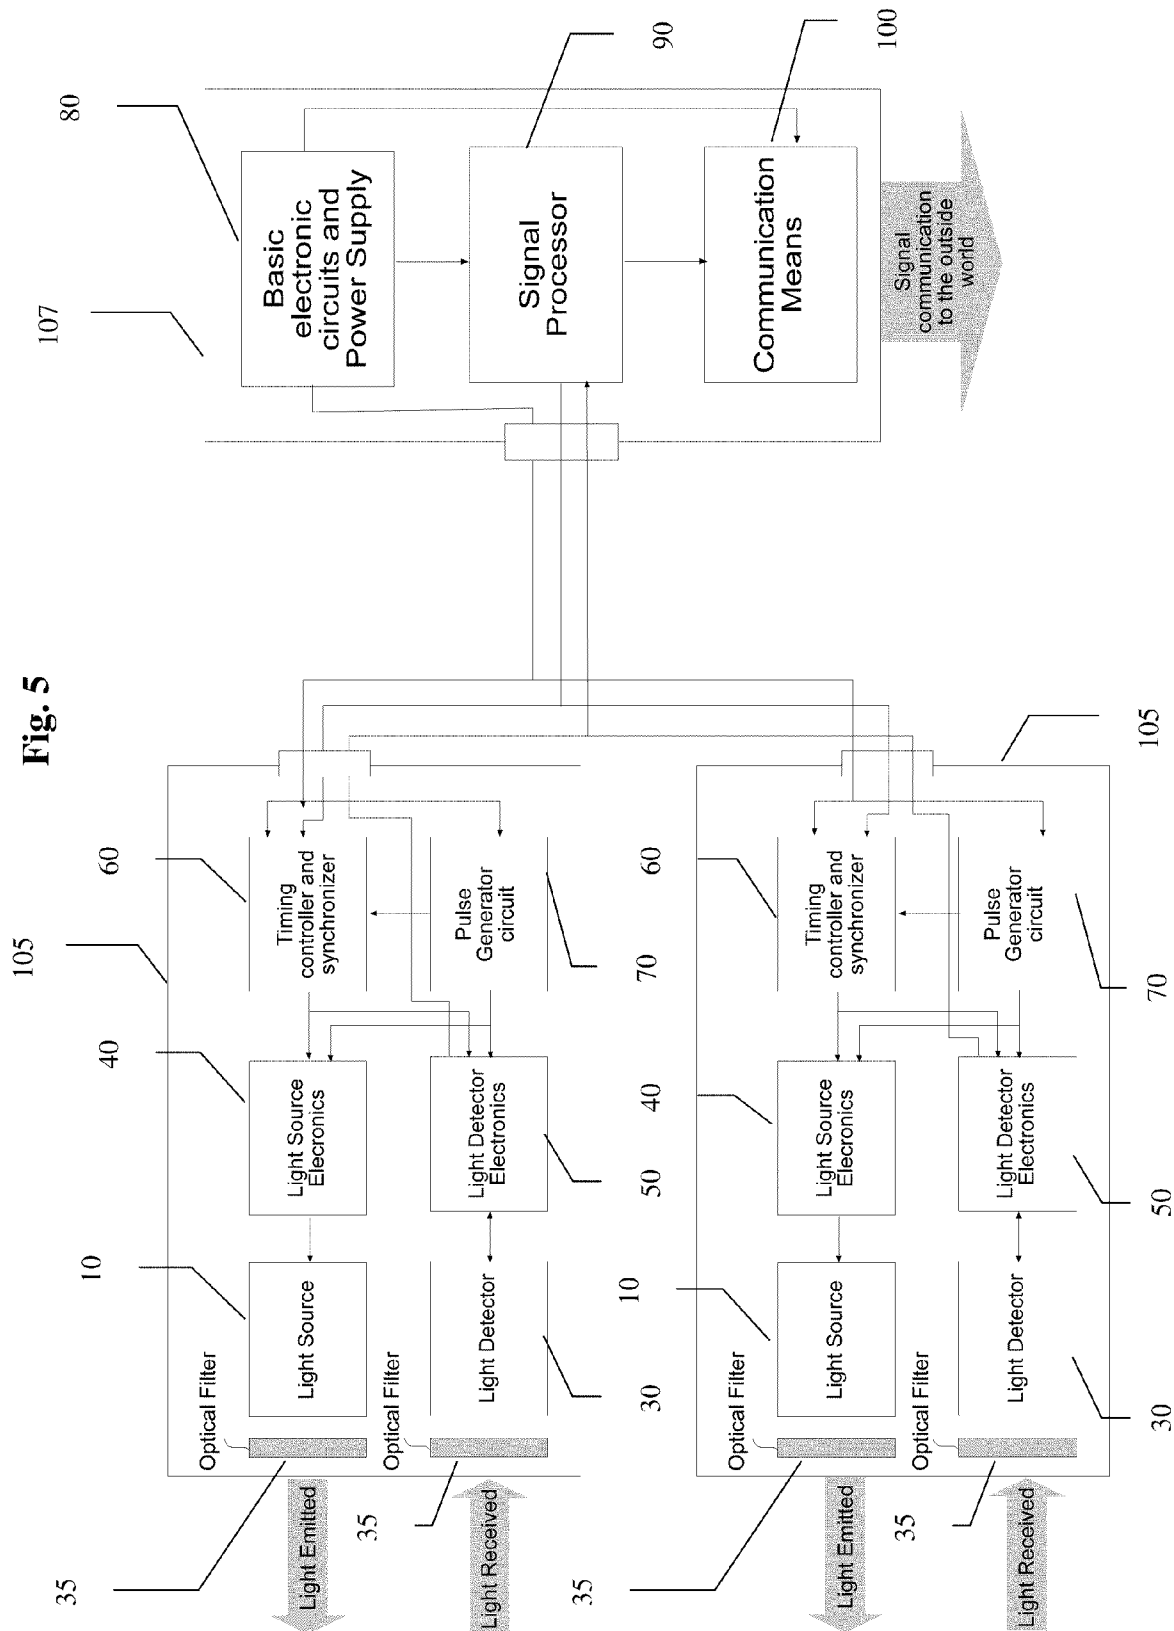 Fig. 5
35
35
10
40
60
105
Optical Filter
Optical Filter
Light Emitted
Light Received
Light Source
Light Source
Elecronics
Timing
controller and
synchronizer
Light Detector
Light Detector
Electronics
Pulse
Generator
circuit
30
50
70
35
35
10
40
60
105
Optical Filter
Optical Filter
Light Emitted
Light Received
Light Source
Light Source
Elecronics
Timing
controller and
synchronizer
Light Detector
Light Detector
Electronics
Pulse
Generator
circuit
30
50
70
107
80
Basic
electronic
circuits and
Power Supply
90
Signal
Processor
100
Communication
Means
Signal
communication
to the outside
world